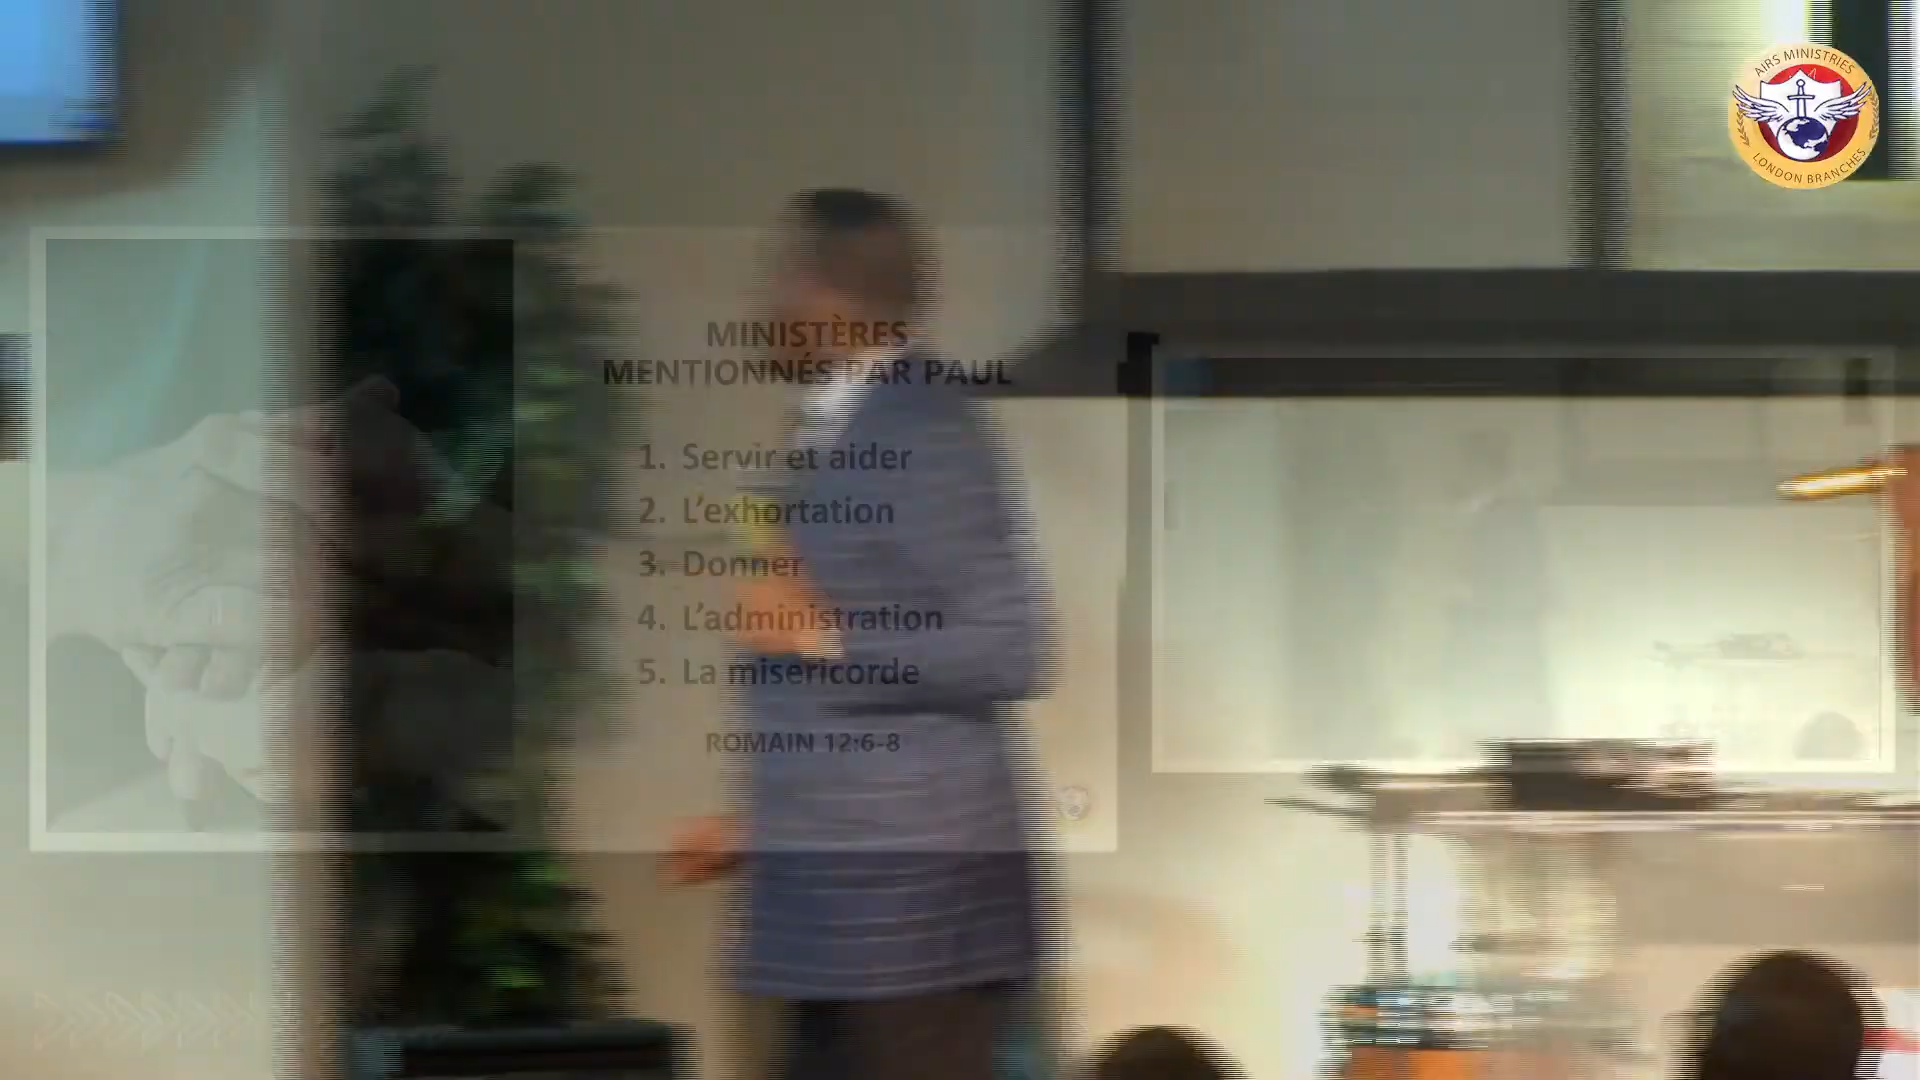 AIRS MINISTRIES
LONDON BRANCHES
MINISTÈRES
MENTIONNÉS PAR PAUL
1. Servir et aider
2. L’exhortation
3. Donner
4. L’administration
5. La miséricorde
ROMAIN 12:6-8